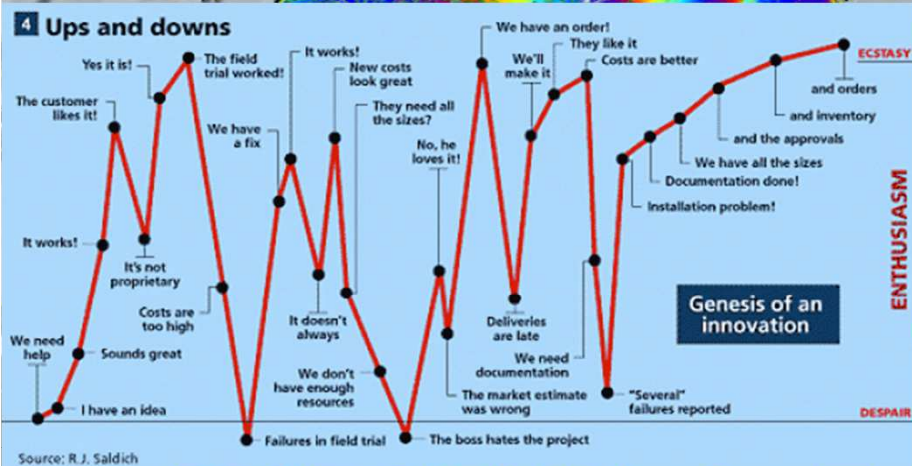 4 Ups and downs
We need
help
I have an idea
Sounds great
It works!
The customer
likes it!
It's not
proprietary
Yes it is!
The field
trial worked!
Costs are
too high
Failures in field trial
We have
a fix
It works!
It doesn't
always
New costs
look great
They need all
the sizes?
We don't
have enough
resources
The boss hates the project
No, he
loves it!
The market estimate
was wrong
We have an order!
Deliveries
are late
We'll
make it
They like it
Costs are better
We need
documentation
"Several"
failures reported
Installation problem!
Documentation done!
We have all the sizes
and the approvals
and inventory
and orders
ECSTASY
ENTHUSIASM
DESPAIR
Genesis of an
innovation
Source: R.J. Saldich